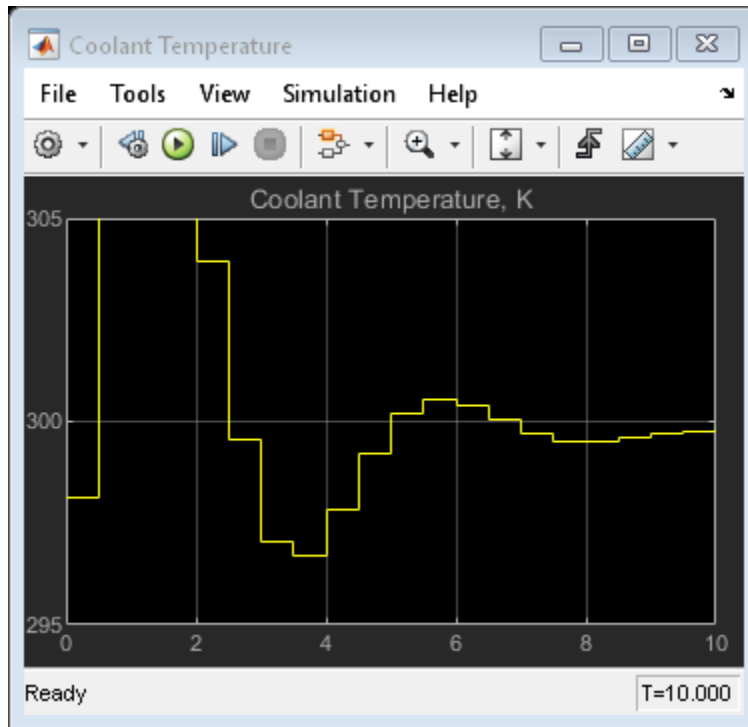 Coolant Temperature
File Tools View Simulation Help
Coolant Temperature, K
305
300
295
0 2 4 6 8 10
Ready T=10.000